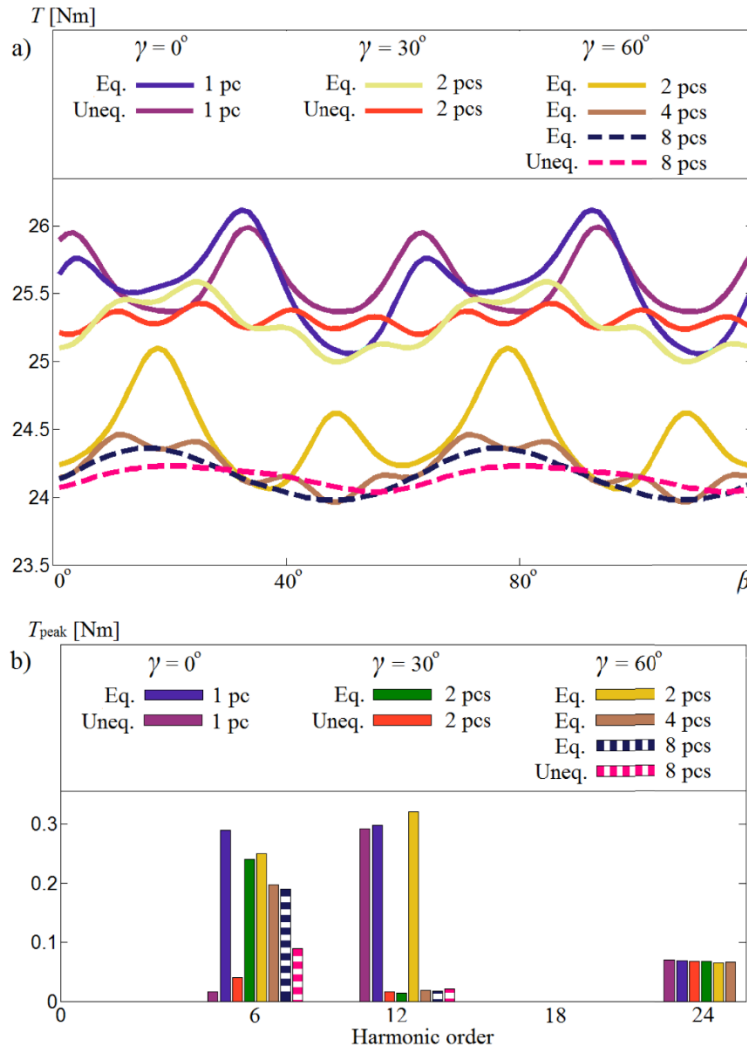 T [Nm]
a)
γ = 0° γ = 30° γ = 60°
Eq. 1 pc Eq. 2 pcs Eq. 2 pcs
Uneq. 1 pc Uneq. 2 pcs Eq. 4 pcs
Eq. 8 pcs
Uneq. 8 pcs
26
25.5
25
24.5
24
23.5
0° 40° 80° β
Tpeak [Nm]
b)
γ = 0° γ = 30° γ = 60°
Eq. 1 pc Eq. 2 pcs Eq. 2 pcs
Uneq. 1 pc Uneq. 2 pcs Eq. 4 pcs
Eq. 8 pcs
Uneq. 8 pcs
0.3
0.2
0.1
0
0 6 12 18 24
Harmonic order